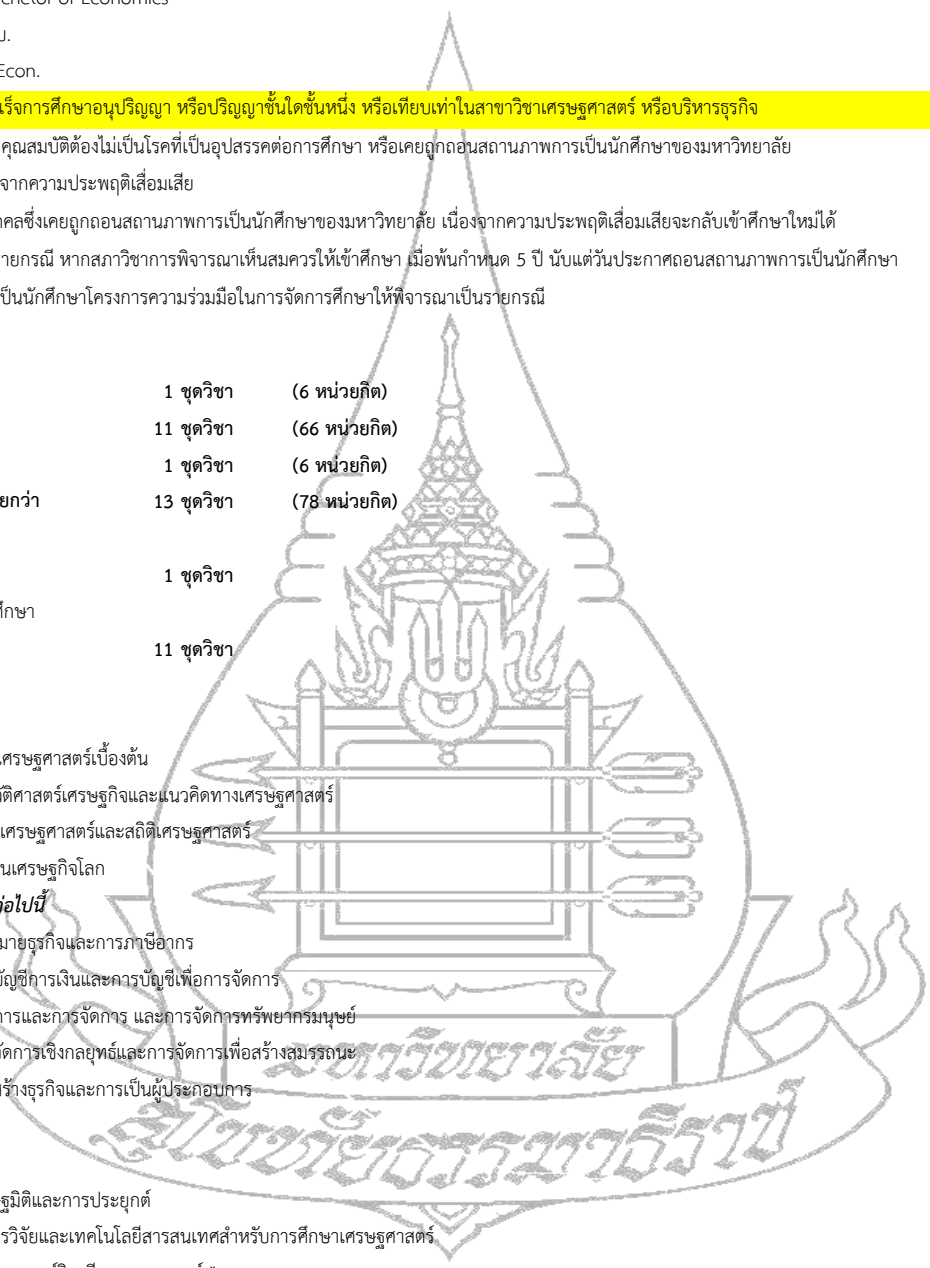 chelor of Economics
บ.
Econ.
เร็จการศึกษาอนุปริญญา หรือปริญญาชั้นใดชั้นหนึ่ง หรือเทียบเท่าในสาขาวิชาเศรษฐศาสตร์ หรือบริหารธุรกิจ
คุณสมบัติต้องไม่เป็นโรคที่เป็นอุปสรรคต่อการศึกษา หรือเคยถูกถอนสถานภาพการเป็นนักศึกษาของมหาวิทยาลัย
จากความประพฤติเสื่อมเสีย
คคลซึ่งเคยถูกถอนสถานภาพการเป็นนักศึกษาของมหาวิทยาลัย เนื่องจากความประพฤติเสื่อมเสียจะกลับเข้าศึกษาใหม่ได้
ายกรณี หากสภาวิชาการพิจารณาเห็นสมควรให้เข้าศึกษา เมื่อพ้นกำหนด 5 ปี นับแต่วันประกาศถอนสถานภาพการเป็นนักศึกษา
เป็นนักศึกษาโครงการความร่วมมือในการจัดการศึกษาให้พิจารณาเป็นรายกรณี
1 ชุดวิชา (6 หน่วยกิต)
11 ชุดวิชา (66 หน่วยกิต)
1 ชุดวิชา (6 หน่วยกิต)
ยกว่า 13 ชุดวิชา (78 หน่วยกิต)
1 ชุดวิชา
ศึกษา
11 ชุดวิชา
เศรษฐศาสตร์เบื้องต้น
วัติศาสตร์เศรษฐกิจและแนวคิดทางเศรษฐศาสตร์
เศรษฐศาสตร์และสถิติเศรษฐศาสตร์
นเศรษฐกิจโลก
ต่อไปนี้
มายธุรกิจและการภาษีอากร
บัญชีการเงินและการบัญชีเพื่อการจัดการ
การและการจัดการ และการจัดการทรัพยากรมนุษย์
จัดการเชิงกลยุทธ์และการจัดการเพื่อสร้างสมรรถนะ
สร้างธุรกิจและการเป็นผู้ประกอบการ
มหาวิทยาลัย
สุโขทัยธรรมาธิราช
ฐมิติและการประยุกต์
ารวิจัยและเทคโนโลยีสารสนเทศสำหรับการศึกษาเศรษฐศาสตร์